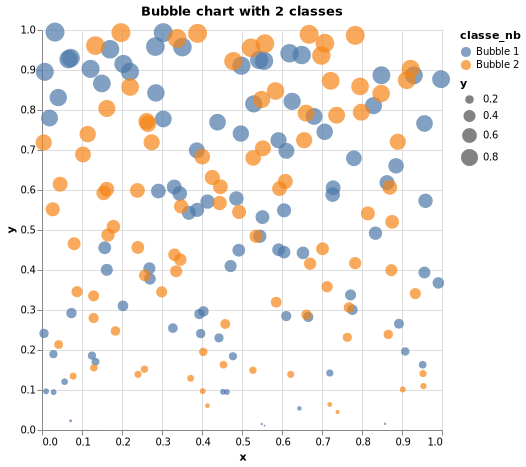 Bubble chart with 2 classes
1.0
0.9
0.8
0.7
0.6
0.5
0.4
0.3
0.2
0.1
0.0
y
0.0 0.1 0.2 0.3 0.4 0.5 0.6 0.7 0.8 0.9 1.0
x
classe_nb
Bubble 1
Bubble 2
y
0.2
0.4
0.6
0.8